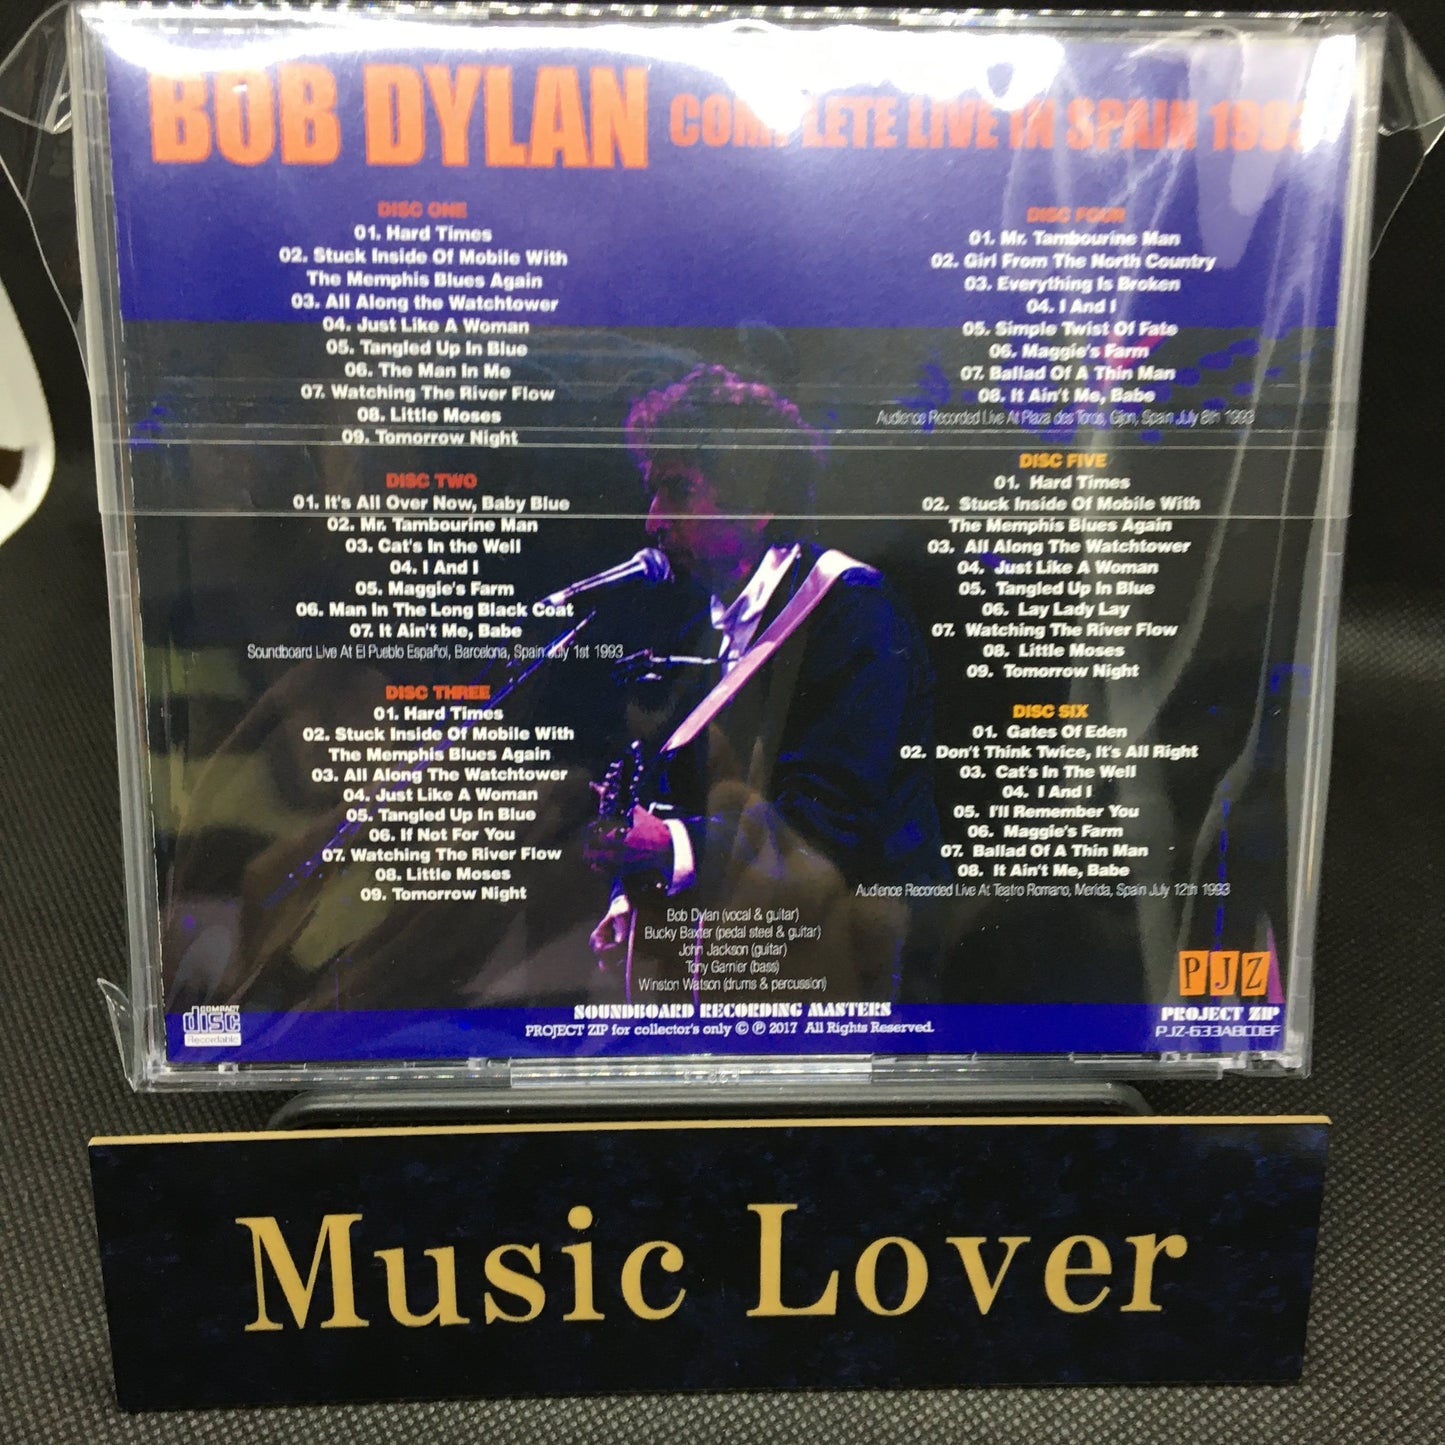 BOB DYLAN COMPLETE LIVE IN SPAIN 1993
DISC ONE
01. Hard Times
02. Stuck Inside Of Mobile With
The Memphis Blues Again
03. All Along the Watchtower
04. Just Like A Woman
05. Tangled Up In Blue
06. The Man In Me
07. Watching The River Flow
08. Little Moses
09. Tomorrow Night
DISC TWO
01. It's All Over Now, Baby Blue
02. Mr. Tambourine Man
03. Cat's In the Well
04. I And I
05. Maggie's Farm
06. Man In The Long Black Coat
07. It Ain't Me, Babe
Soundboard Live At El Pueblo Español, Barcelona, Spain July 1st 1993
DISC THREE
01. Hard Times
02. Stuck Inside Of Mobile With
The Memphis Blues Again
03. All Along The Watchtower
04. Just Like A Woman
05. Tangled Up In Blue
06. If Not For You
07. Watching The River Flow
08. Little Moses
09. Tomorrow Night
DISC FOUR
01. Mr. Tambourine Man
02. Girl From The North Country
03. Everything Is Broken
04. I And I
05. Simple Twist Of Fate
06. Maggie's Farm
07. Ballad Of A Thin Man
08. It Ain't Me, Babe
Audience Recorded Live At Plaza des Toros, Gijon, Spain July 8th 1993
DISC FIVE
01. Hard Times
02. Stuck Inside Of Mobile With
The Memphis Blues Again
03. All Along The Watchtower
04. Just Like A Woman
05. Tangled Up In Blue
06. Lay Lady Lay
07. Watching The River Flow
08. Little Moses
09. Tomorrow Night
DISC SIX
01. Gates Of Eden
02. Don't Think Twice, It's All Right
03. Cat's In The Well
04. I And I
05. I'll Remember You
06. Maggie's Farm
07. Ballad Of A Thin Man
08. It Ain't Me, Babe
Audience Recorded Live At Teatro Romano, Merida, Spain July 12th 1993
Bob Dylan (vocal & guitar)
Bucky Baxter (pedal steel & guitar)
John Jackson (guitar)
Tony Garnier (bass)
Winston Watson (drums & percussion)
SOUNDBOARD RECORDING MASTERS
PROJECT ZIP for collector's only © ℗ 2017 All Rights Reserved.
COMPACT
disc
Recordable
PJZ
PROJECT ZIP
PJZ-633ABCDEF
Music Lover